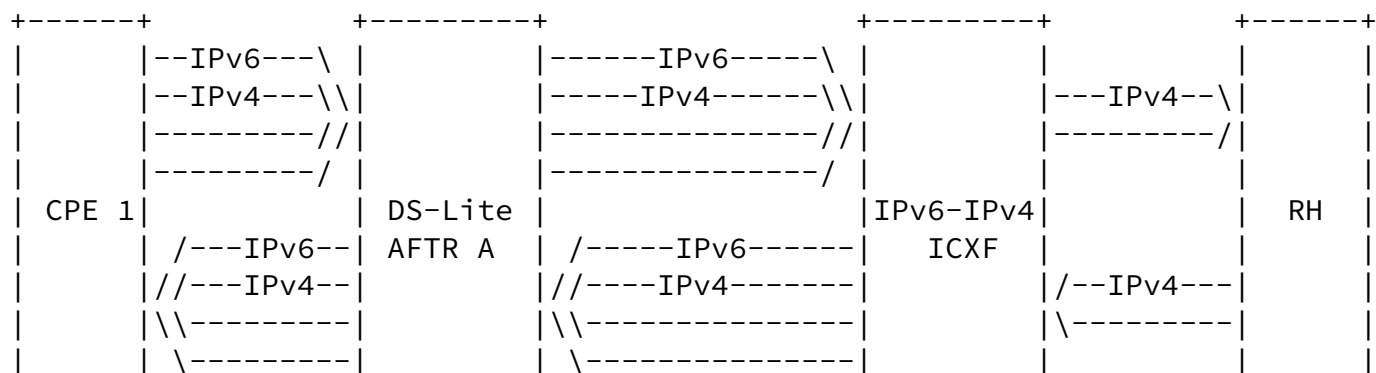 +------+          +---------+               +---------+         +------+
|      |--IPv6---\ |         |------IPv6-----\ |         |         |      |
|      |--IPv4---\\|         |-----IPv4------\\|         |---IPv4--\|      |
|      |---------//|         |---------------//|         |---------/|      |
|      |---------/ |         |---------------/ |         |         |      |
| CPE 1|          | DS-Lite |               |IPv6-IPv4|         |  RH  |
|      | /---IPv6--| AFTR A  | /-----IPv6------|  ICXF   |         |      |
|      |//---IPv4--|         |//----IPv4-------|         |/--IPv4---|      |
|      |\\---------|         |\\---------------|         |\---------|      |
|      | \---------|         | \---------------|         |         |      |